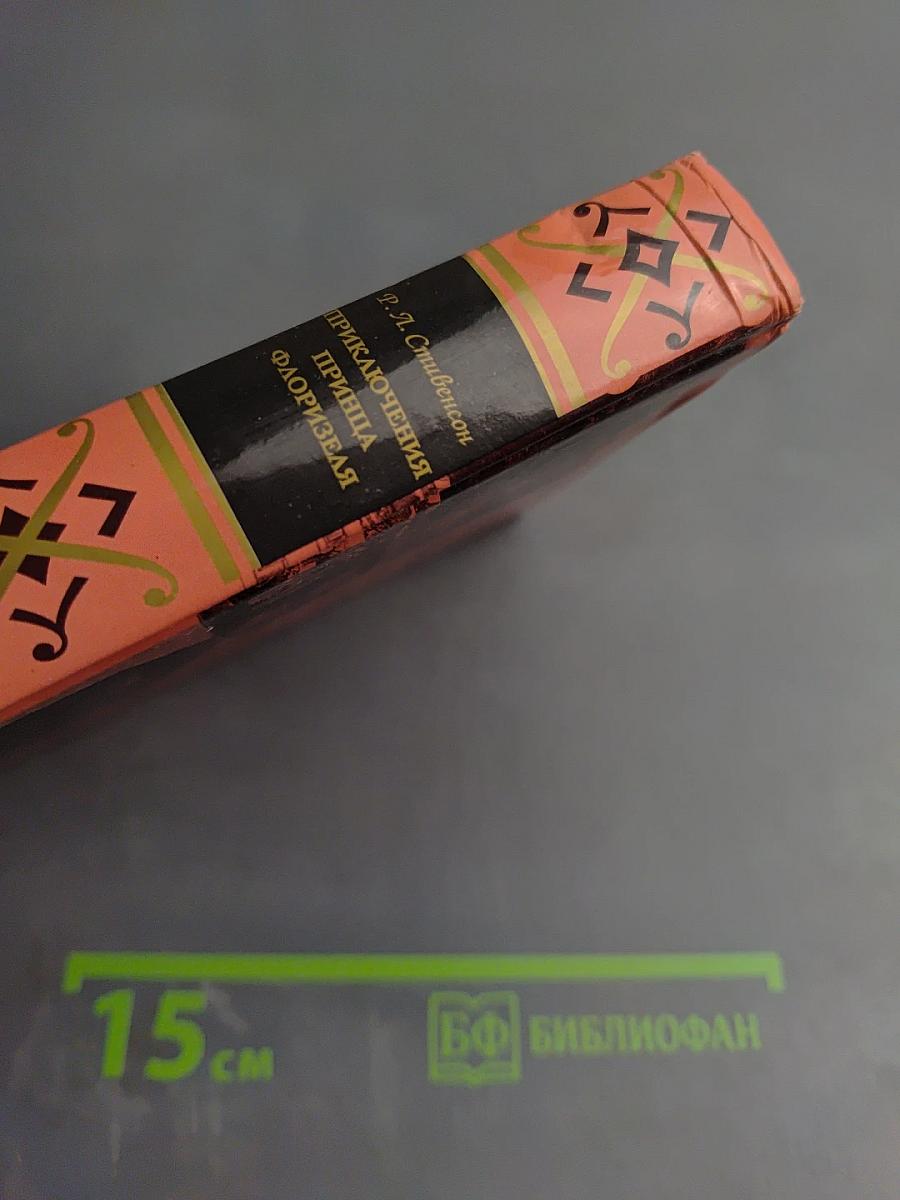 Р. Л. Стивенсон
ПРИКЛЮЧЕНИЯ
ПРИНЦА
ФЛОРИЗЕЛЯ
15 см
БФ БИБЛИОФАН